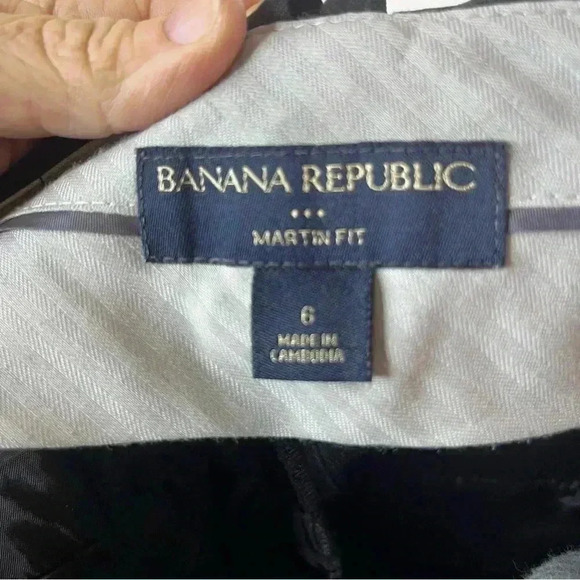 BANANA REPUBLIC
...
MARTIN FIT
6
MADE IN
CAMBODIA